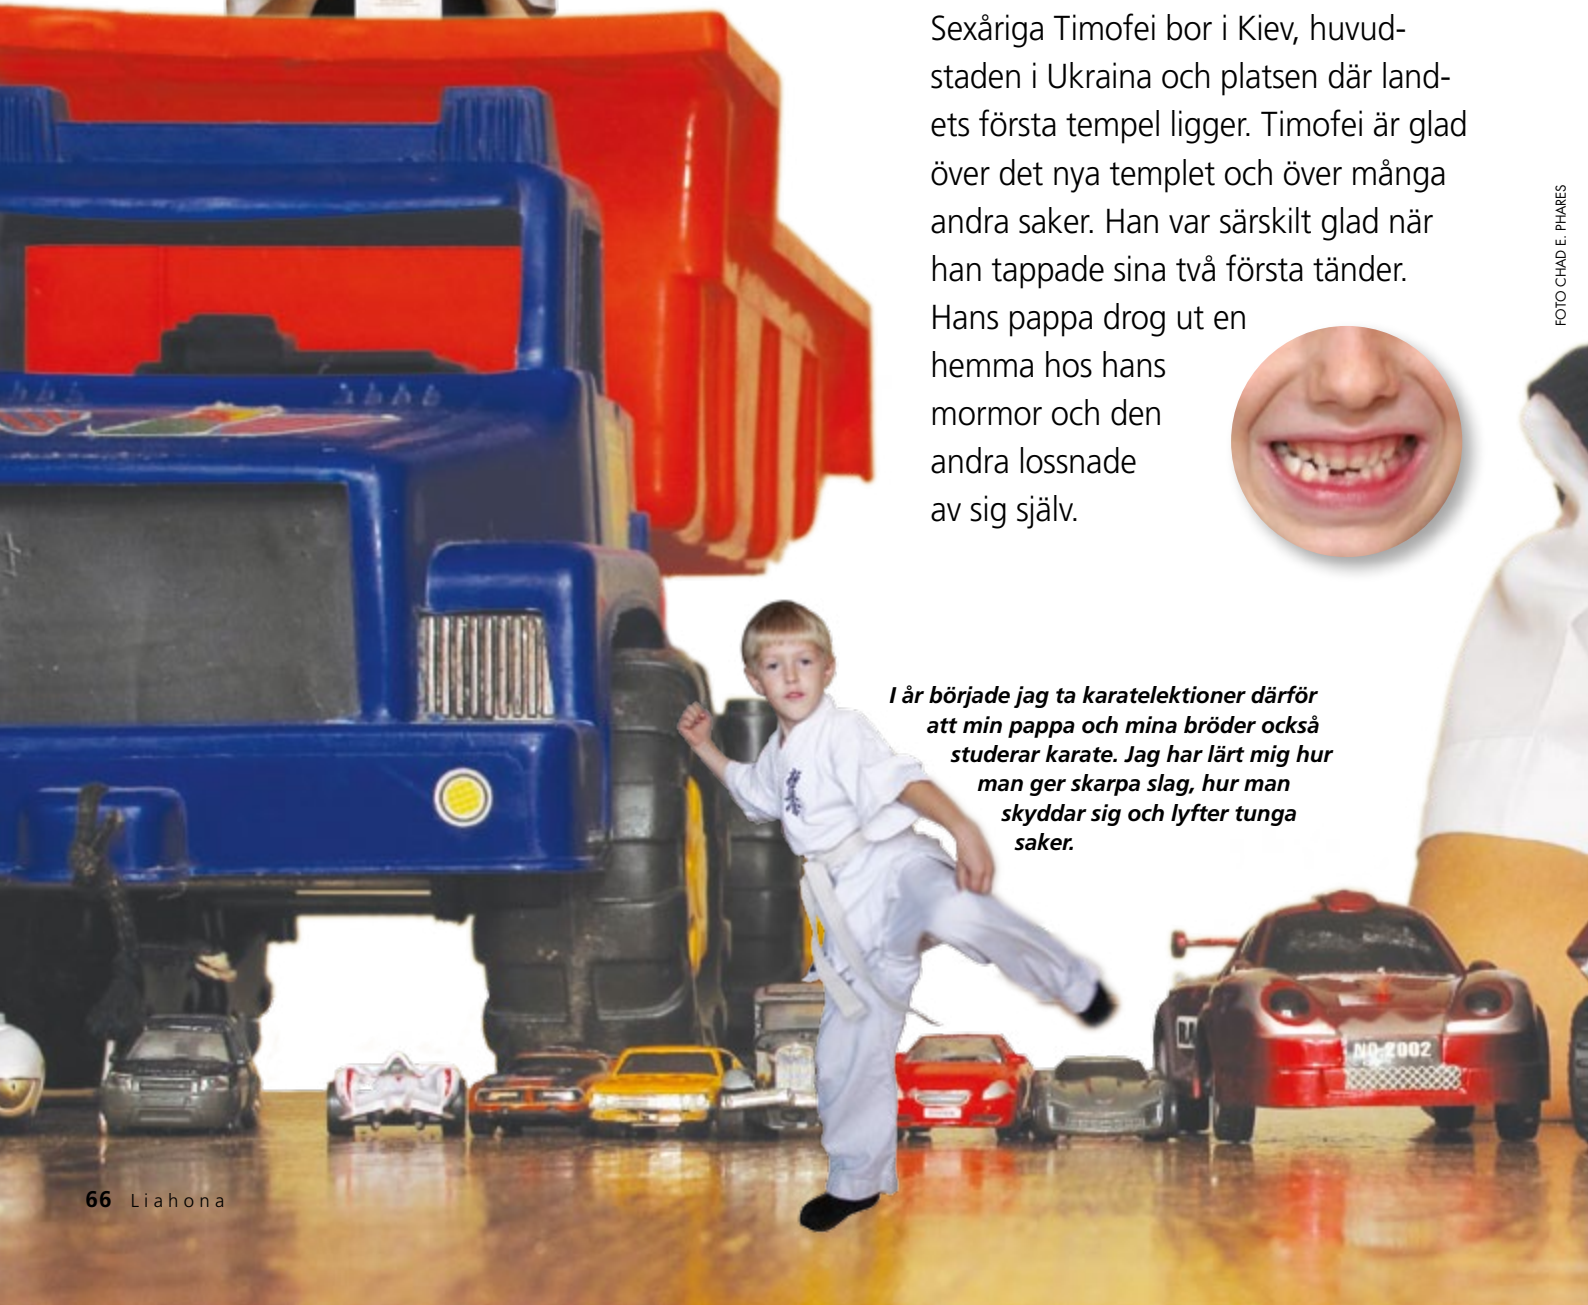 Sexåriga Timofei bor i Kiev, huvud-
staden i Ukraina och platsen där land-
ets första tempel ligger. Timofei är glad
över det nya templet och över många
andra saker. Han var särskilt glad när
han tappade sina två första tänder.
Hans pappa drog ut en
hemma hos hans
mormor och den
andra lossnade
av sig själv.
FOTO CHAD E. PHARES
I år började jag ta karatelektioner därför
att min pappa och mina bröder också
studerar karate. Jag har lärt mig hur
man ger skarpa slag, hur man
skyddar sig och lyfter tunga
saker.
NO-2002
66 Liahona